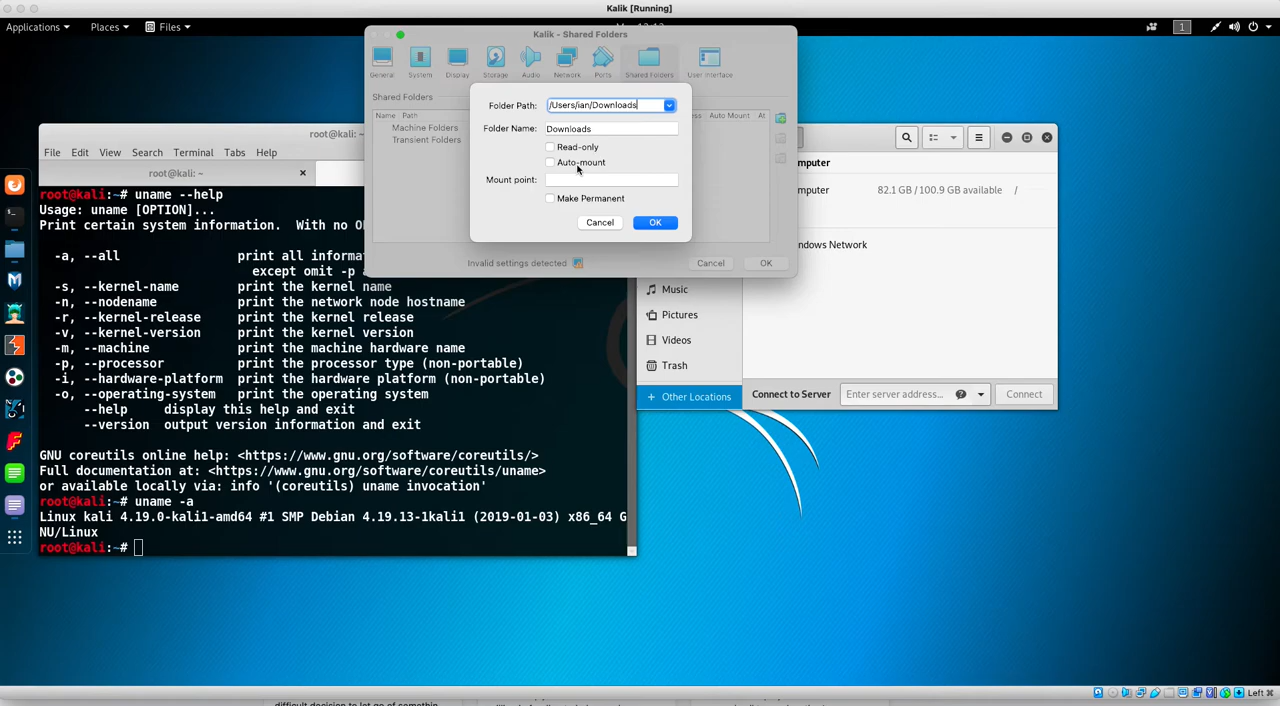 Kalik [Running]
Applications
Places
Files
1
Kalik - Shared Folders
General
System
Display
Storage
Audio
Network
Ports
Shared Folders
User Interface
Shared Folders
Name
Path
Auto Mount
At
Machine Folders
Transient Folders
Folder Path:
/Users/ian/Downloads
Folder Name:
Downloads
Read-only
Auto-mount
Mount point:
Make Permanent
Cancel
OK
Invalid settings detected
Cancel
OK
root@kali: ~
File
Edit
View
Search
Terminal
Tabs
Help
root@kali: ~
root@kali:~# uname --help
Usage: uname [OPTION]...
Print certain system information.  With no
-a, --all print all
except omit -p
-s, --kernel-name print the kernel name
-n, --nodename print the network node hostname
-r, --kernel-release print the kernel release
-v, --kernel-version print the kernel version
-m, --machine print the machine hardware name
-p, --processor print the processor type (non-portable)
-i, --hardware-platform print the hardware platform (non-portable)
-o, --operating-system print the operating system
--help display this help and exit
--version output version information and exit
GNU coreutils online help: <https://www.gnu.org/software/coreutils/>
Full documentation at: <https://www.gnu.org/software/coreutils/uname>
or available locally via: info '(coreutils) uname invocation'
root@kali:~# uname -a
Linux kali 4.19.0-kali1-amd64 #1 SMP Debian 4.19.13-1kali1 (2019-01-03) x86_64 G
NU/Linux
root@kali:~#
82.1 GB / 100.9 GB available
/
Network
Music
Pictures
Videos
Trash
+ Other Locations
Connect to Server
Enter server address...
Connect
Left ⌘
difficult decision to let go of